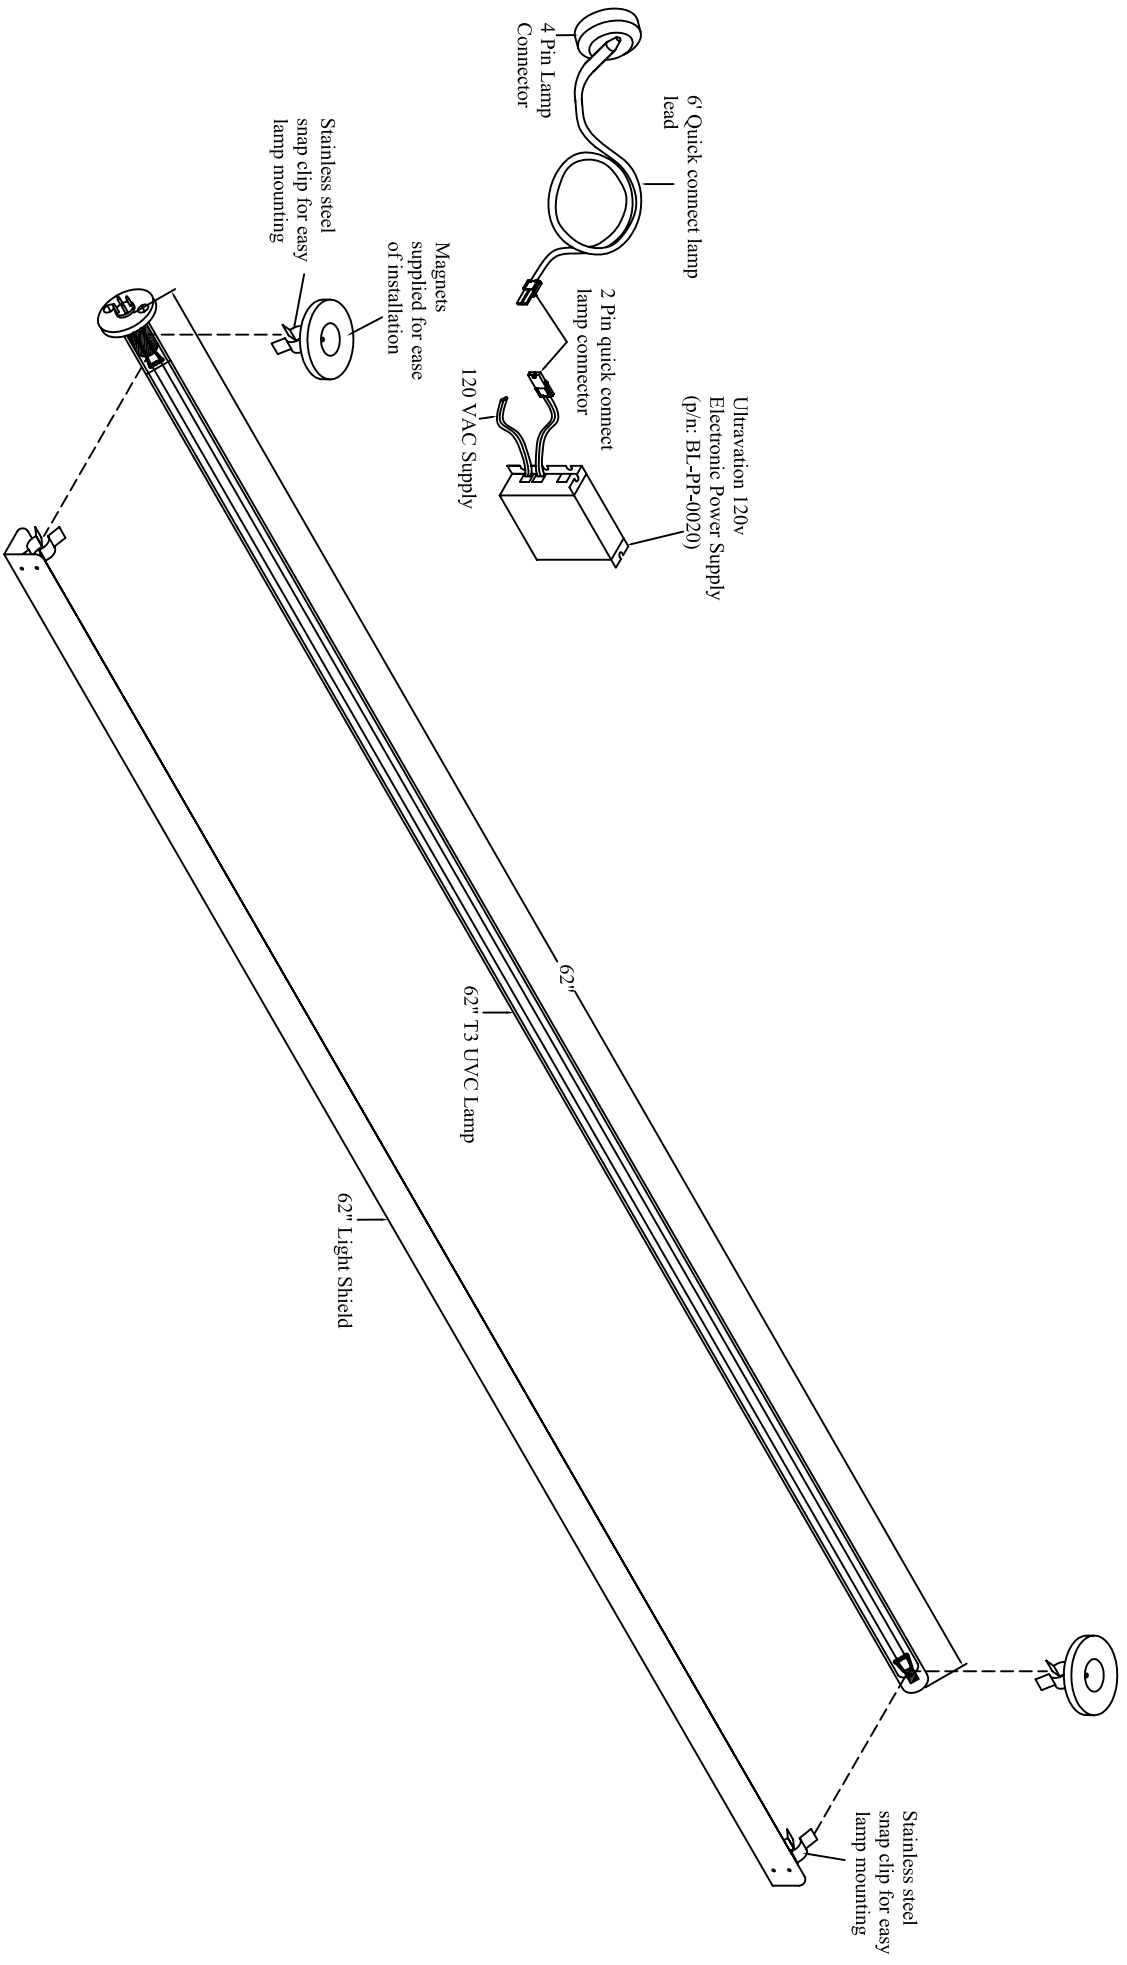 4 Pin Lamp
Connector
6' Quick connect lamp
lead
2 Pin quick connect
lamp connector
Ultravation 120v
Electronic Power Supply
(p/n: BL-PP-0020)
120 VAC Supply
Stainless steel
snap clip for easy
lamp mounting
Magnets
supplied for ease
of installation
62"
62" T3 UVC Lamp
62" Light Shield
Stainless steel
snap clip for easy
lamp mounting